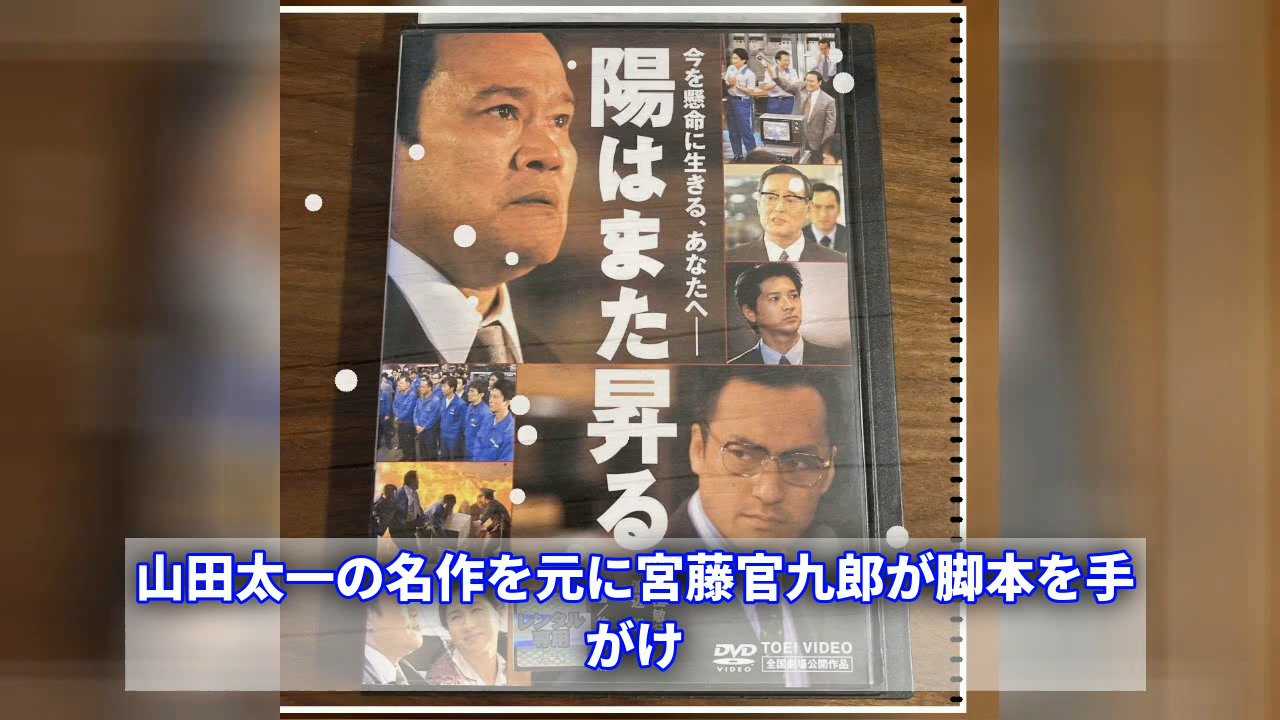 今を懸命に生きる、あなたへ──
陽はまた昇る
レンタル
専用
DVD
VIDEO
TOEI VIDEO
全国劇場公開作品
山田太一の名作を元に宮藤官九郎が脚本を手
がけ